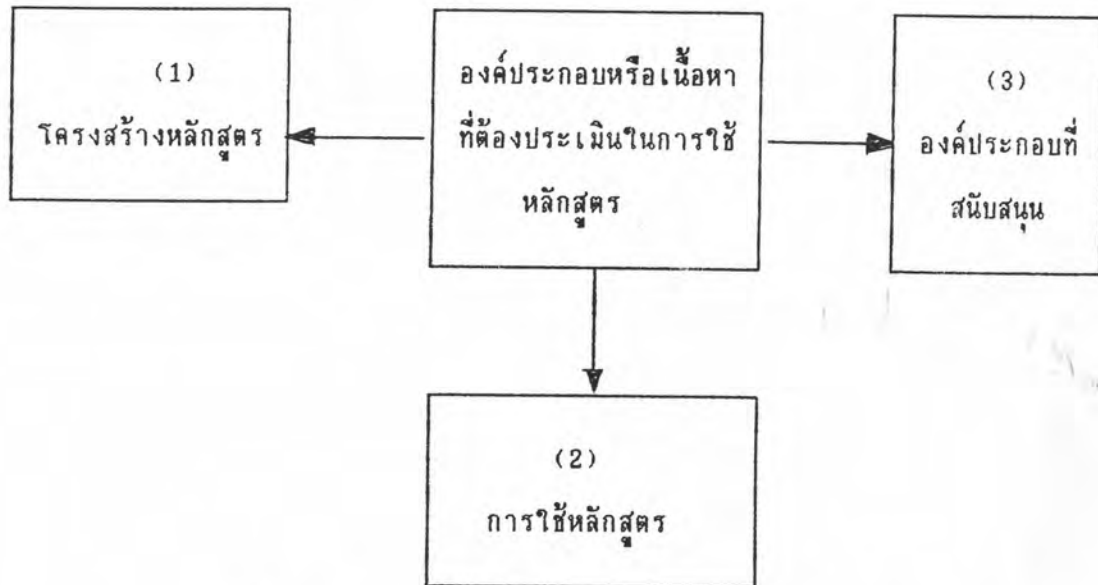 (1)
โครงสร้างหลักสูตร
องค์ประกอบหรือเนื้อหา
ที่ต้องประเมินในการใช้
หลักสูตร
(3)
องค์ประกอบที่
สนับสนุน
(2)
การใช้หลักสูตร